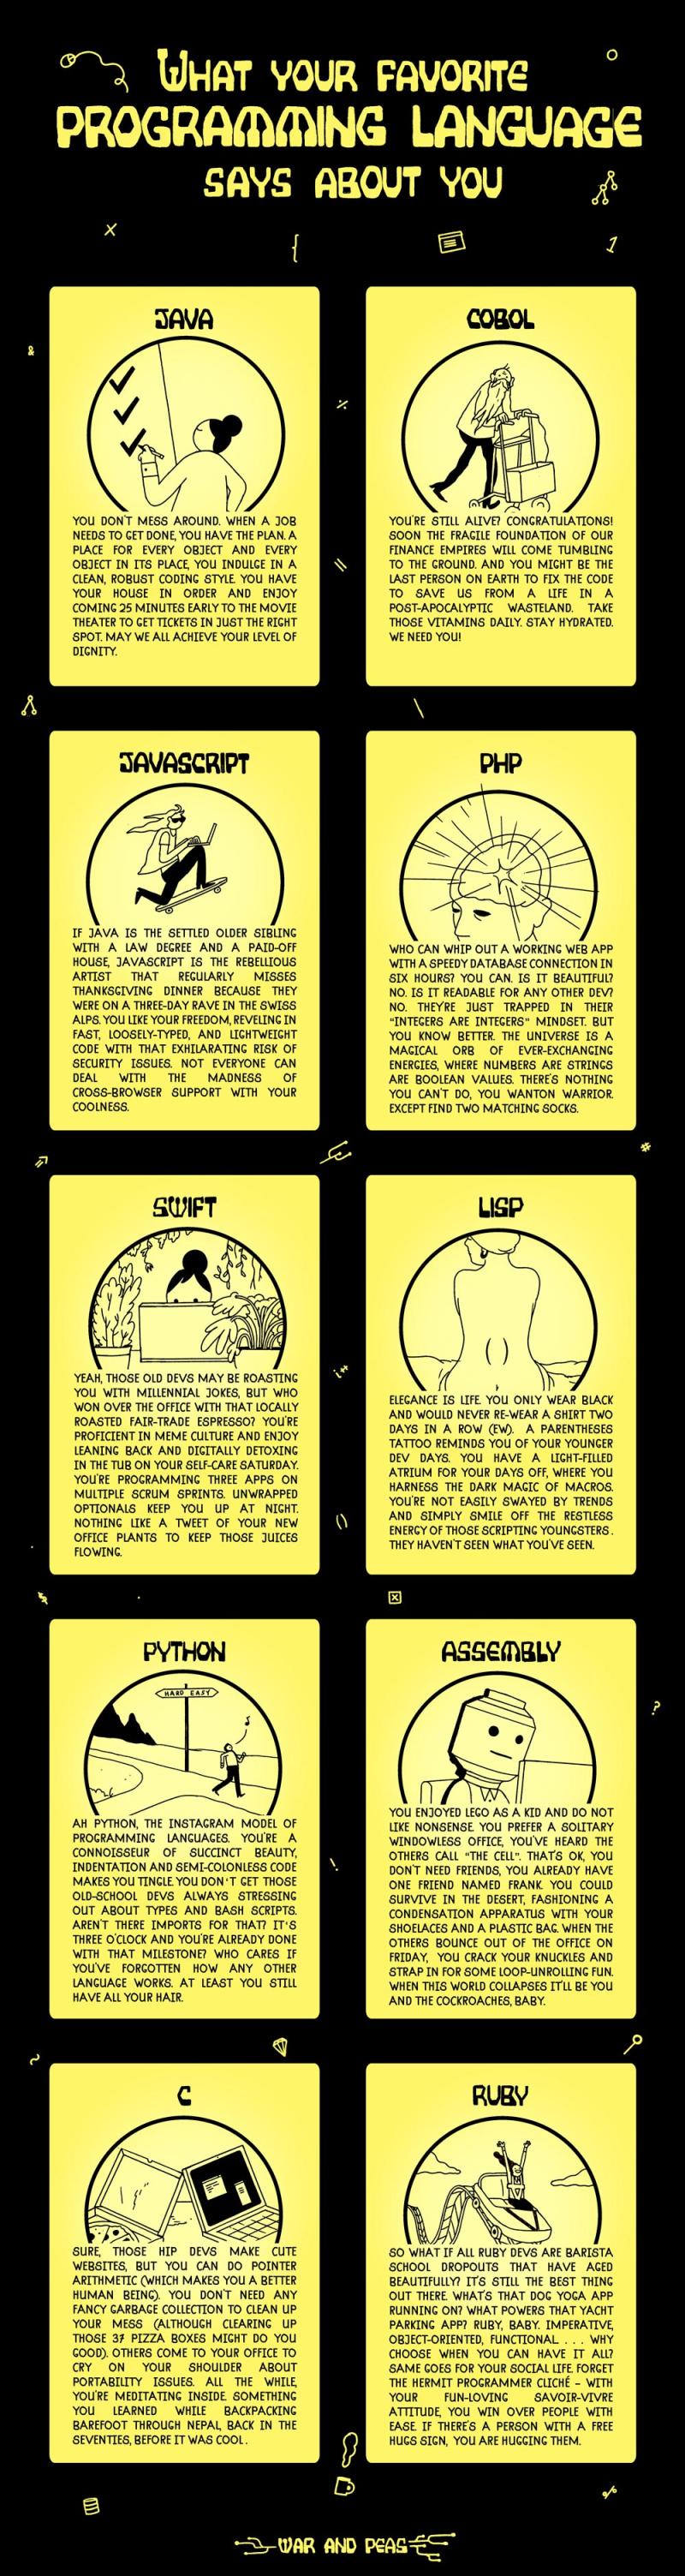 WHAT YOUR FAVORITE
PROGRAMMING LANGUAGE
SAYS ABOUT YOU
x
{
1
&
JAVA
YOU DON'T MESS AROUND. WHEN A JOB
NEEDS TO GET DONE, YOU HAVE THE PLAN. A
PLACE FOR EVERY OBJECT AND EVERY
OBJECT IN ITS PLACE, YOU INDULGE IN A
CLEAN, ROBUST CODING STYLE. YOU HAVE
YOUR HOUSE IN ORDER AND ENJOY
COMING 25 MINUTES EARLY TO THE MOVIE
THEATER TO GET TICKETS IN JUST THE RIGHT
SPOT. MAY WE ALL ACHIEVE YOUR LEVEL OF
DIGNITY.
%
\\
COBOL
YOU'RE STILL ALIVE? CONGRATULATIONS!
SOON THE FRAGILE FOUNDATION OF OUR
FINANCE EMPIRES WILL COME TUMBLING
TO THE GROUND. AND YOU MIGHT BE THE
LAST PERSON ON EARTH TO FIX THE CODE
TO SAVE US FROM A LIFE IN A
POST-APOCALYPTIC WASTELAND. TAKE
THOSE VITAMINS DAILY. STAY HYDRATED.
WE NEED YOU!
\
JAVASCRIPT
IF JAVA IS THE SETTLED OLDER SIBLING
WITH A LAW DEGREE AND A PAID-OFF
HOUSE, JAVASCRIPT IS THE REBELLIOUS
ARTIST THAT REGULARLY MISSES
THANKSGIVING DINNER BECAUSE THEY
WERE ON A THREE-DAY RAVE IN THE SWISS
ALPS. YOU LIKE YOUR FREEDOM, REVELING IN
FAST, LOOSELY-TYPED, AND LIGHTWEIGHT
CODE WITH THAT EXHILARATING RISK OF
SECURITY ISSUES. NOT EVERYONE CAN
DEAL WITH THE MADNESS OF
CROSS-BROWSER SUPPORT WITH YOUR
COOLNESS.
PHP
WHO CAN WHIP OUT A WORKING WEB APP
WITH A SPEEDY DATABASE CONNECTION IN
SIX HOURS? YOU CAN. IS IT BEAUTIFUL?
NO. IS IT READABLE FOR ANY OTHER DEV?
NO. THEY'RE JUST TRAPPED IN THEIR
"INTEGERS ARE INTEGERS" MINDSET. BUT
YOU KNOW BETTER. THE UNIVERSE IS A
MAGICAL ORB OF EVER-EXCHANGING
ENERGIES, WHERE NUMBERS ARE STRINGS
ARE BOOLEAN VALUES. THERE'S NOTHING
YOU CAN'T DO, YOU WANTON WARRIOR.
EXCEPT FIND TWO MATCHING SOCKS.
#
SWIFT
YEAH, THOSE OLD DEVS MAY BE ROASTING
YOU WITH MILLENNIAL JOKES, BUT WHO
WON OVER THE OFFICE WITH THAT LOCALLY
ROASTED FAIR-TRADE ESPRESSO? YOU'RE
PROFICIENT IN MEME CULTURE AND ENJOY
LEANING BACK AND DIGITALLY DETOXING
IN THE TUB ON YOUR SELF-CARE SATURDAY.
YOU'RE PROGRAMMING THREE APPS ON
MULTIPLE SCRUM SPRINTS. UNWRAPPED
OPTIONALS KEEP YOU UP AT NIGHT.
NOTHING LIKE A TWEET OF YOUR NEW
OFFICE PLANTS TO KEEP THOSE JUICES
FLOWING.
i++
()
LISP
( )
ELEGANCE IS LIFE. YOU ONLY WEAR BLACK
AND WOULD NEVER RE-WEAR A SHIRT TWO
DAYS IN A ROW (EW). A PARENTHESES
TATTOO REMINDS YOU OF YOUR YOUNGER
DEV DAYS. YOU HAVE A LIGHT-FILLED
ATRIUM FOR YOUR DAYS OFF, WHERE YOU
HARNESS THE DARK MAGIC OF MACROS.
YOU'RE NOT EASILY SWAYED BY TRENDS
AND SIMPLY SMILE OFF THE RESTLESS
ENERGY OF THOSE SCRIPTING YOUNGSTERS.
THEY HAVEN'T SEEN WHAT YOU'VE SEEN.
PYTHON
HARD EASY
AH PYTHON, THE INSTAGRAM MODEL OF
PROGRAMMING LANGUAGES. YOU'RE A
CONNOISSEUR OF SUCCINCT BEAUTY,
INDENTATION AND SEMI-COLONLESS CODE
MAKES YOU TINGLE. YOU DON'T GET THOSE
OLD-SCHOOL DEVS ALWAYS STRESSING
OUT ABOUT TYPES AND BASH SCRIPTS.
AREN'T THERE IMPORTS FOR THAT? IT'S
THREE O'CLOCK AND YOU'RE ALREADY DONE
WITH THAT MILESTONE? WHO CARES IF
YOU'VE FORGOTTEN HOW ANY OTHER
LANGUAGE WORKS. AT LEAST YOU STILL
HAVE ALL YOUR HAIR.
!
ASSEMBLY
YOU ENJOYED LEGO AS A KID AND DO NOT
LIKE NONSENSE. YOU PREFER A SOLITARY
WINDOWLESS OFFICE, YOU'VE HEARD THE
OTHERS CALL "THE CELL". THAT'S OK, YOU
DON'T NEED FRIENDS, YOU ALREADY HAVE
ONE FRIEND NAMED FRANK. YOU COULD
SURVIVE IN THE DESERT, FASHIONING A
CONDENSATION APPARATUS WITH YOUR
SHOELACES AND A PLASTIC BAG. WHEN THE
OTHERS BOUNCE OUT OF THE OFFICE ON
FRIDAY, YOU CRACK YOUR KNUCKLES AND
STRAP IN FOR SOME LOOP-UNROLLING FUN.
WHEN THIS WORLD COLLAPSES IT'LL BE YOU
AND THE COCKROACHES, BABY.
?
~
C
SURE, THOSE HIP DEVS MAKE CUTE
WEBSITES, BUT YOU CAN DO POINTER
ARITHMETIC (WHICH MAKES YOU A BETTER
HUMAN BEING). YOU DON'T NEED ANY
FANCY GARBAGE COLLECTION TO CLEAN UP
YOUR MESS (ALTHOUGH CLEARING UP
THOSE 37 PIZZA BOXES MIGHT DO YOU
GOOD). OTHERS COME TO YOUR OFFICE TO
CRY ON YOUR SHOULDER ABOUT
PORTABILITY ISSUES. ALL THE WHILE,
YOU'RE MEDITATING INSIDE. SOMETHING
YOU LEARNED WHILE BACKPACKING
BAREFOOT THROUGH NEPAL, BACK IN THE
SEVENTIES, BEFORE IT WAS COOL.
RUBY
SO WHAT IF ALL RUBY DEVS ARE BARISTA
SCHOOL DROPOUTS THAT HAVE AGED
BEAUTIFULLY? IT'S STILL THE BEST THING
OUT THERE. WHAT'S THAT DOG YOGA APP
RUNNING ON? WHAT POWERS THAT YACHT
PARKING APP? RUBY, BABY. IMPERATIVE,
OBJECT-ORIENTED, FUNCTIONAL . . . WHY
CHOOSE WHEN YOU CAN HAVE IT ALL?
SAME GOES FOR YOUR SOCIAL LIFE. FORGET
THE HERMIT PROGRAMMER CLICHÉ – WITH
YOUR FUN-LOVING SAVOIR-VIVRE
ATTITUDE, YOU WIN OVER PEOPLE WITH
EASE. IF THERE'S A PERSON WITH A FREE
HUGS SIGN, YOU ARE HUGGING THEM.
WAR AND PEAS